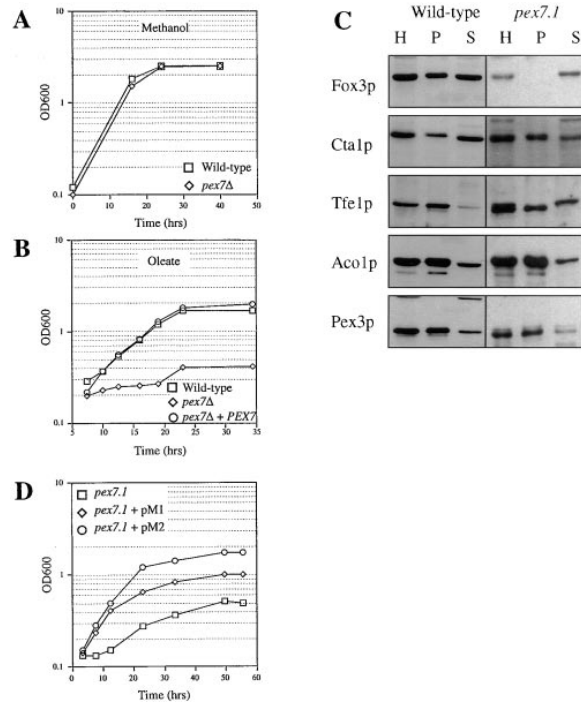 A
Methanol
10
1
0.1
OD600
Wild-type
pex7Δ
0 10 20 30 40 50
Time (hrs)
B
Oleate
10
1
0.1
OD600
Wild-type
pex7Δ
pex7Δ + PEX7
5 10 15 20 25 30 35
Time (hrs)
C
Wild-type pex7.1
H P S H P S
Fox3p
Cta1p
Tfe1p
Aco1p
Pex3p
D
pex7.1
pex7.1 + pM1
pex7.1 + pM2
10
1
0.1
OD600
0 10 20 30 40 50 60
Time (hrs)